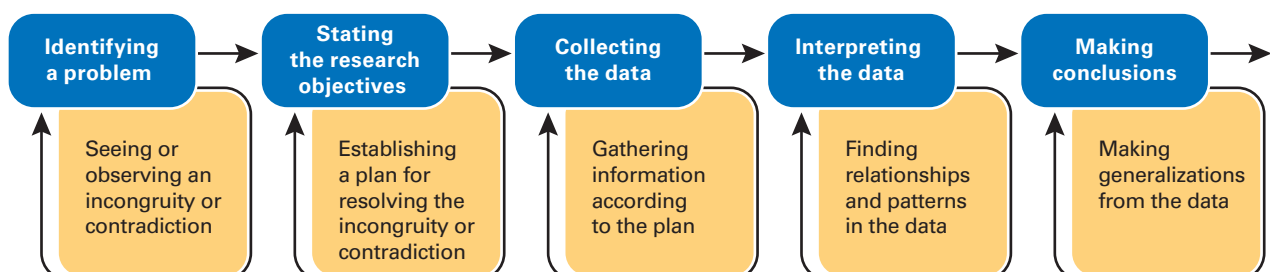 Identifying
a problem
Stating
the research
objectives
Collecting
the data
Interpreting
the data
Making
conclusions
Seeing or
observing an
incongruity or
contradiction
Establishing
a plan for
resolving the
incongruity or
contradiction
Gathering
information
according
to the plan
Finding
relationships
and patterns
in the data
Making
generalizations
from the data